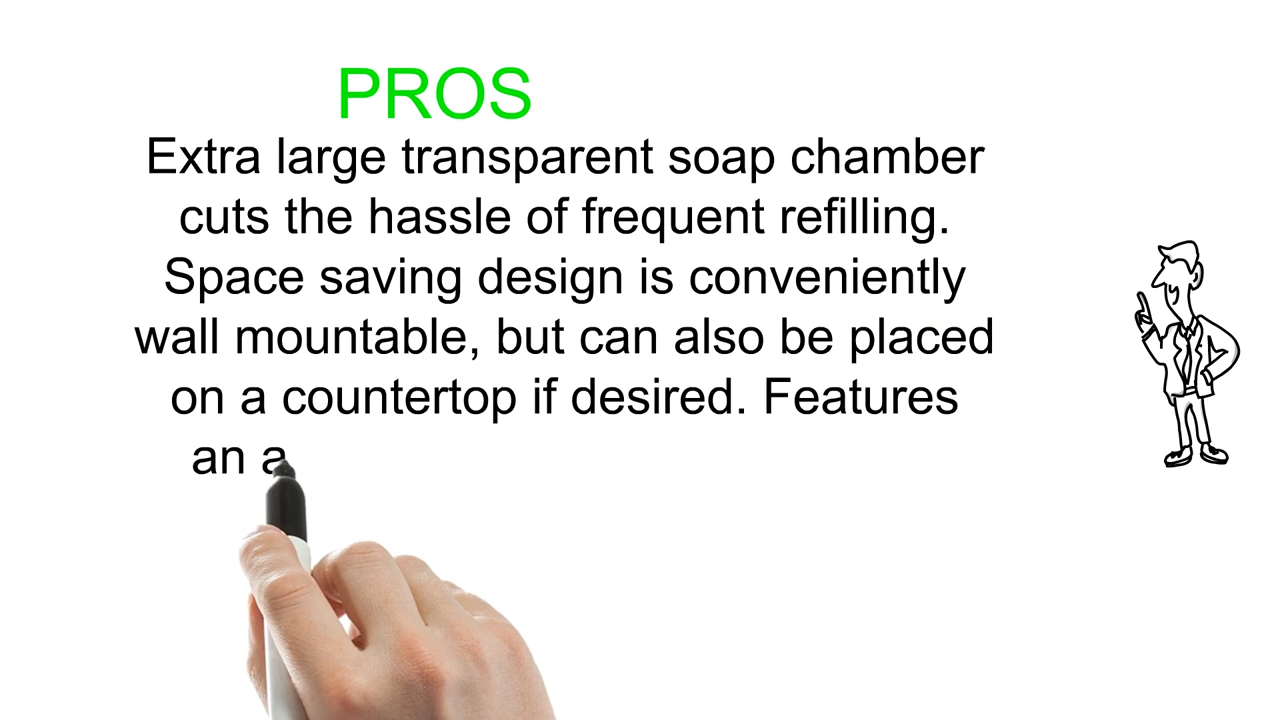 PROS
Extra large transparent soap chamber
cuts the hassle of frequent refilling.
Space saving design is conveniently
wall mountable, but can also be placed
on a countertop if desired. Features
an a